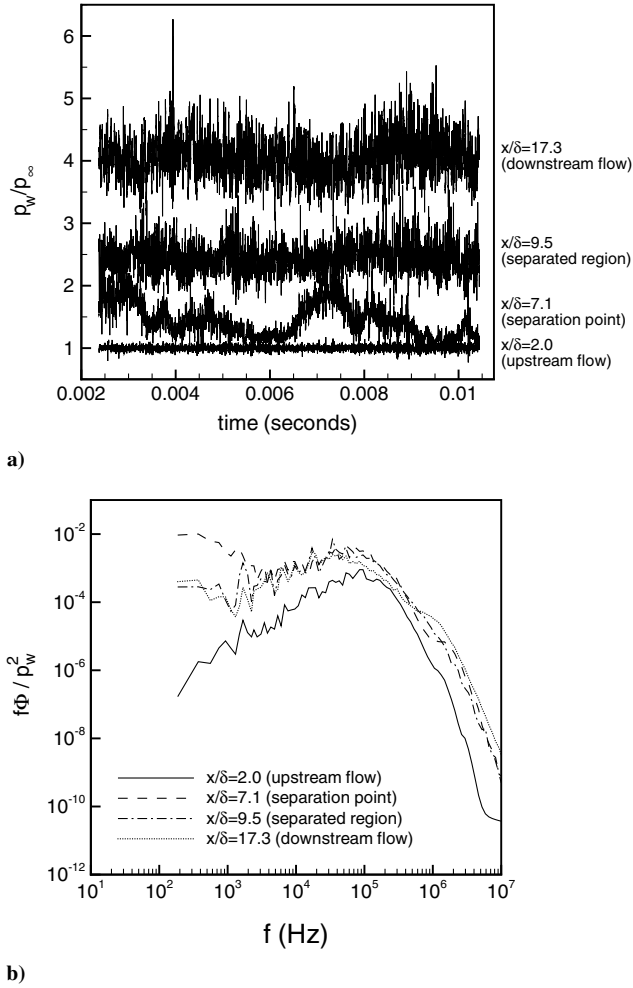 6
5
4
3
2
1
p_w/p_∞
x/δ=17.3
(downstream flow)
x/δ=9.5
(separated region)
x/δ=7.1
(separation point)
x/δ=2.0
(upstream flow)
0.002 0.004 0.006 0.008 0.01
time (seconds)
a)
10^-2
10^-4
10^-6
10^-8
10^-10
10^-12
fΦ / p_w^2
x/δ=2.0 (upstream flow)
x/δ=7.1 (separation point)
x/δ=9.5 (separated region)
x/δ=17.3 (downstream flow)
10^1 10^2 10^3 10^4 10^5 10^6 10^7
f (Hz)
b)